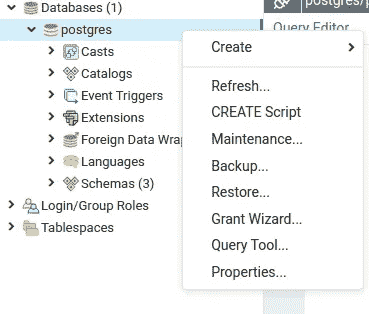 Databases (1)
postgres
Casts
Catalogs
Event Triggers
Extensions
Foreign Data Wrap
Languages
Schemas (3)
Login/Group Roles
Tablespaces
postgres/p
Query Editor
Create
Refresh...
CREATE Script
Maintenance...
Backup...
Restore...
Grant Wizard...
Query Tool...
Properties...